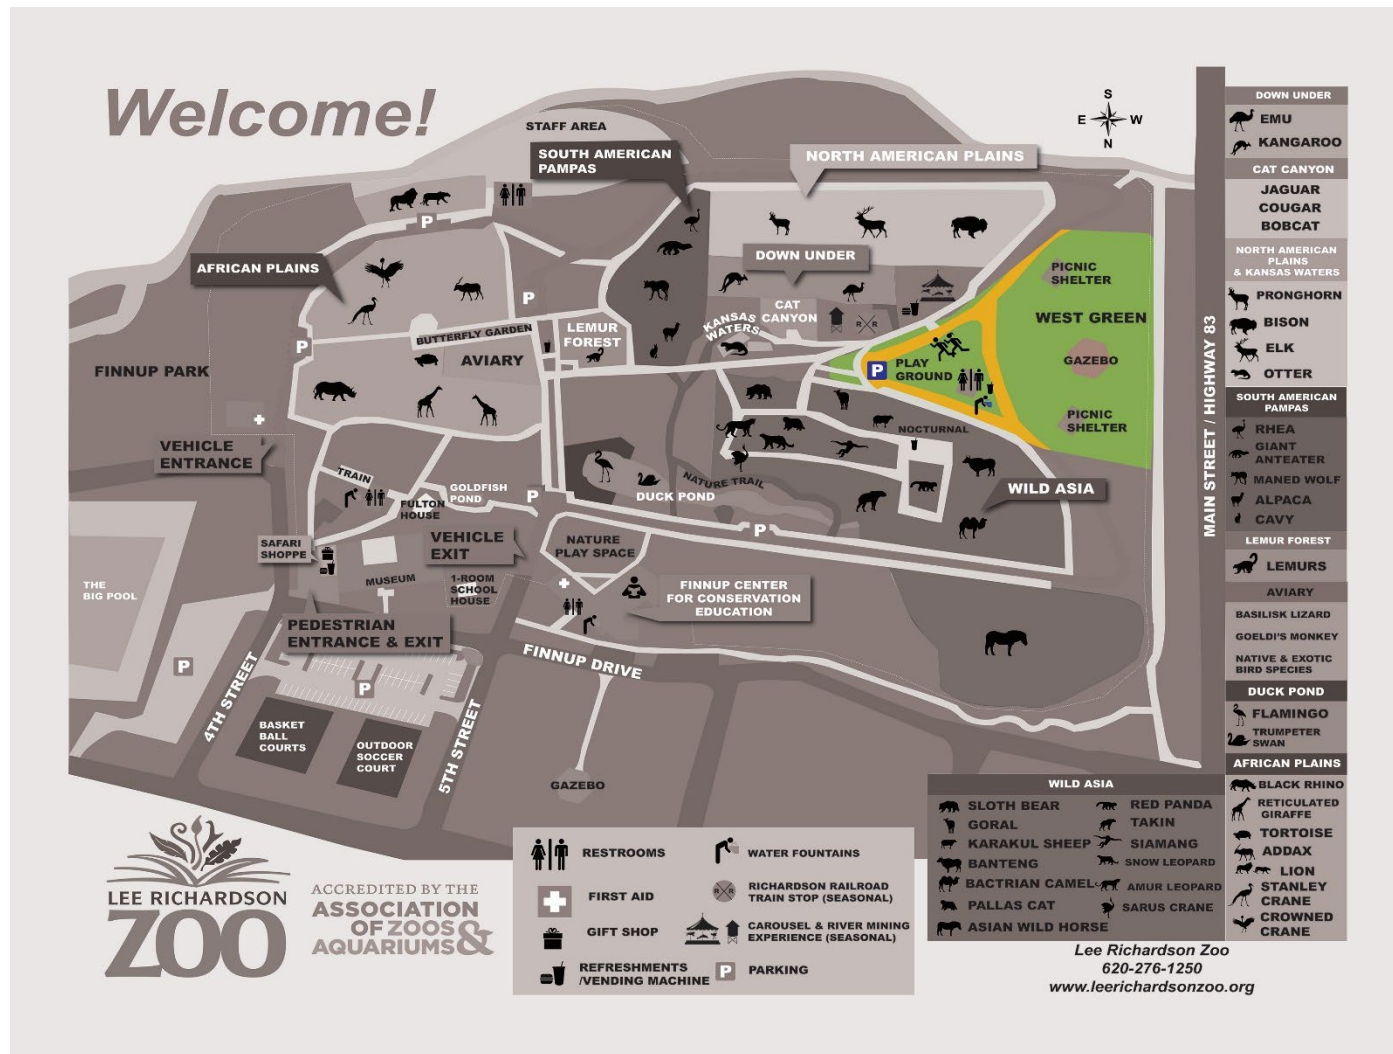 Welcome!
STAFF AREA
SOUTH AMERICAN
PAMPAS
NORTH AMERICAN PLAINS
S
E W
N
P
AFRICAN PLAINS
DOWN UNDER
P
BUTTERFLY GARDEN
LEMUR
FOREST
KANSAS
WATERS
CAT
CANYON
R R
PICNIC
SHELTER
WEST GREEN
P
FINNUP PARK
AVIARY
P
PLAY
GROUND
GAZEBO
PICNIC
SHELTER
VEHICLE
ENTRANCE
NOCTURNAL
TRAIN
GOLDFISH
POND
P
DUCK POND
NATURE TRAIL
WILD ASIA
FULTON
HOUSE
P
SAFARI
SHOPPE
VEHICLE
EXIT
NATURE
PLAY SPACE
THE
BIG POOL
MUSEUM
1-ROOM
SCHOOL
HOUSE
FINNUP CENTER
FOR CONSERVATION
EDUCATION
PEDESTRIAN
ENTRANCE & EXIT
FINNUP DRIVE
P
P
4TH STREET
5TH STREET
BASKET
BALL
COURTS
OUTDOOR
SOCCER
COURT
GAZEBO
MAIN STREET / HIGHWAY 83
DOWN UNDER
EMU
KANGAROO
CAT CANYON
JAGUAR
COUGAR
BOBCAT
NORTH AMERICAN
PLAINS
& KANSAS WATERS
PRONGHORN
BISON
ELK
OTTER
SOUTH AMERICAN
PAMPAS
RHEA
GIANT
ANTEATER
MANED WOLF
ALPACA
CAVY
LEMUR FOREST
LEMURS
AVIARY
BASILISK LIZARD
GOELDI'S MONKEY
NATIVE & EXOTIC
BIRD SPECIES
DUCK POND
FLAMINGO
TRUMPETER
SWAN
AFRICAN PLAINS
BLACK RHINO
RETICULATED
GIRAFFE
TORTOISE
ADDAX
LION
STANLEY
CRANE
CROWNED
CRANE
WILD ASIA
SLOTH BEAR
GORAL
KARAKUL SHEEP
BANTENG
BACTRIAN CAMEL
PALLAS CAT
ASIAN WILD HORSE
RED PANDA
TAKIN
SIAMANG
SNOW LEOPARD
AMUR LEOPARD
SARUS CRANE
Lee Richardson Zoo
620-276-1250
www.leerichardsonzoo.org
RESTROOMS
FIRST AID
GIFT SHOP
REFRESHMENTS
/VENDING MACHINE
WATER FOUNTAINS
R R
RICHARDSON RAILROAD
TRAIN STOP (SEASONAL)
CAROUSEL & RIVER MINING
EXPERIENCE (SEASONAL)
P
PARKING
LEE RICHARDSON
ZOO
ACCREDITED BY THE
ASSOCIATION
OF ZOOS
AQUARIUMS &